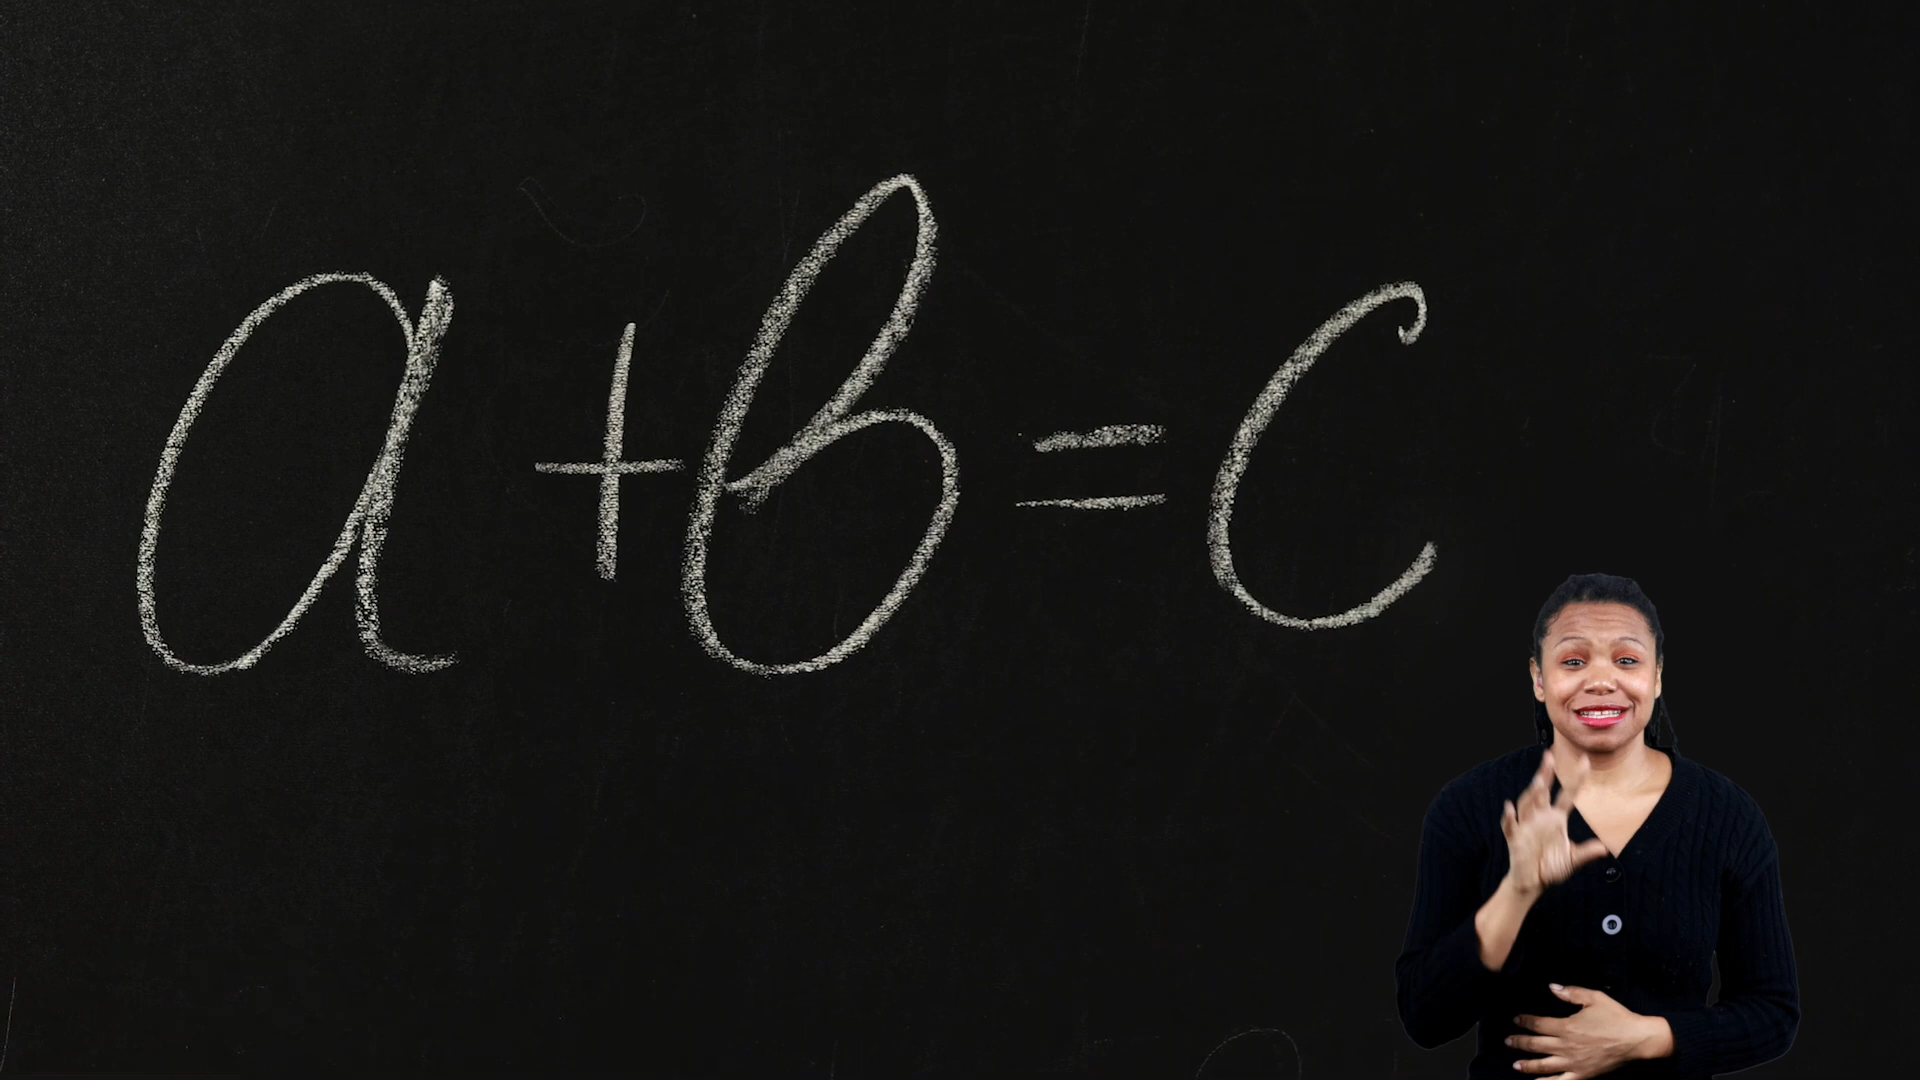 a + b = c